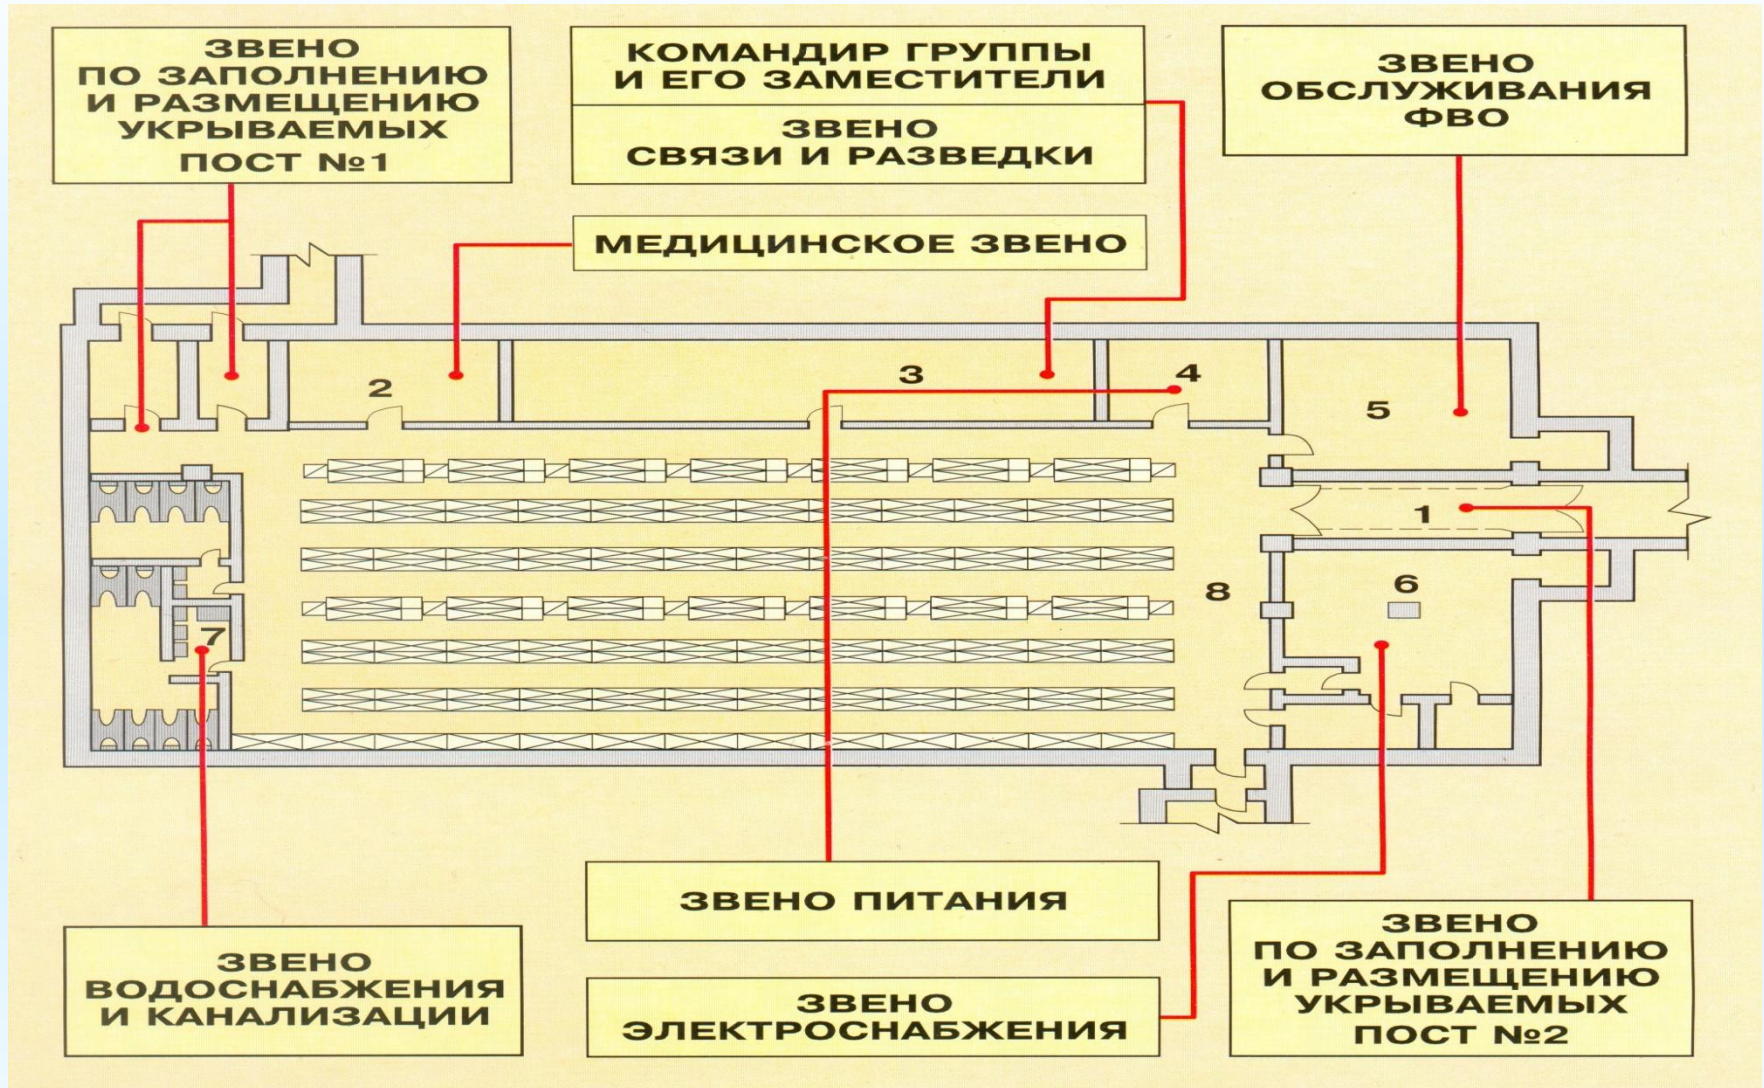 ЗВЕНО
ПО ЗАПОЛНЕНИЮ
И РАЗМЕЩЕНИЮ
УКРЫВАЕМЫХ
ПОСТ №1
КОМАНДИР ГРУППЫ
И ЕГО ЗАМЕСТИТЕЛИ
ЗВЕНО
СВЯЗИ И РАЗВЕДКИ
ЗВЕНО
ОБСЛУЖИВАНИЯ
ФВО
МЕДИЦИНСКОЕ ЗВЕНО
2
3
4
5
1
6
8
7
ЗВЕНО ПИТАНИЯ
ЗВЕНО
ВОДОСНАБЖЕНИЯ
И КАНАЛИЗАЦИИ
ЗВЕНО
ЭЛЕКТРОСНАБЖЕНИЯ
ЗВЕНО
ПО ЗАПОЛНЕНИЮ
И РАЗМЕЩЕНИЮ
УКРЫВАЕМЫХ
ПОСТ №2